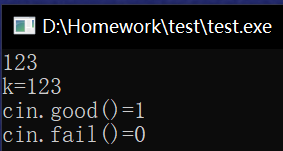 D:\Homework\test\test.exe
123
k=123
cin.good()=1
cin.fail()=0